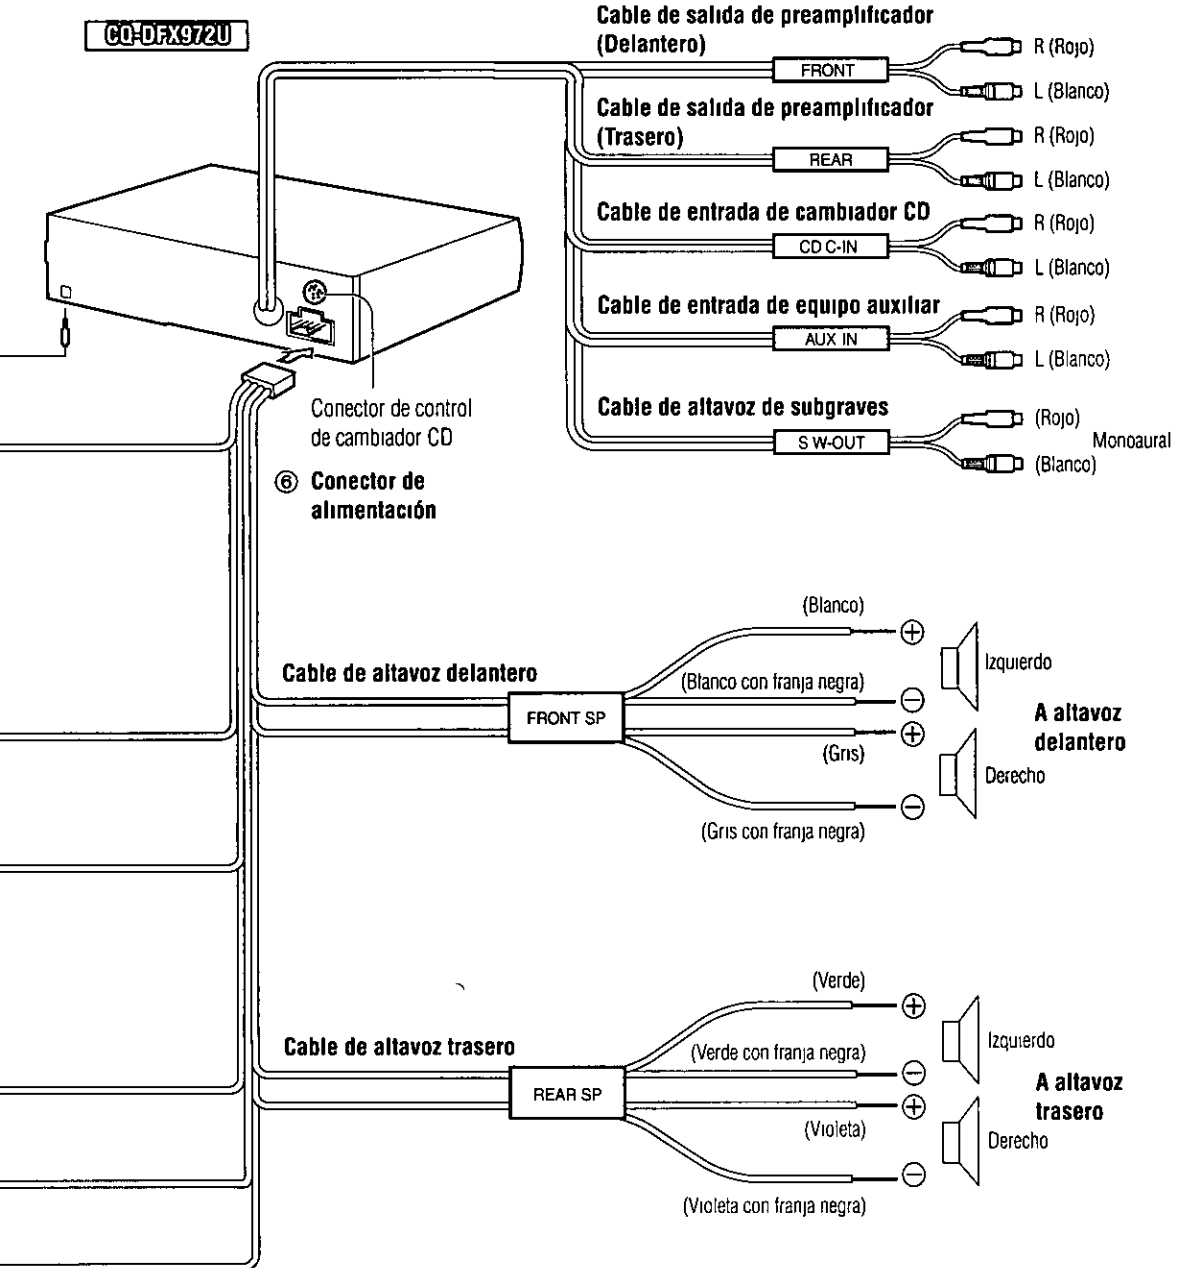 CQ-DFX972U
Cable de salida de preamplificador
(Delantero)
FRONT
R (Rojo)
L (Blanco)
Cable de salida de preamplificador
(Trasero)
REAR
R (Rojo)
L (Blanco)
Cable de entrada de cambiador CD
CD C-IN
R (Rojo)
L (Blanco)
Cable de entrada de equipo auxiliar
AUX IN
R (Rojo)
L (Blanco)
Cable de altavoz de subgraves
S W-OUT
(Rojo)
Monoaural
(Blanco)
Conector de control
de cambiador CD
⑥ Conector de
alimentación
Cable de altavoz delantero
FRONT SP
(Blanco)
+
(Blanco con franja negra)
−
Izquierdo
(Gris)
+
Derecho
(Gris con franja negra)
−
A altavoz
delantero
Cable de altavoz trasero
REAR SP
(Verde)
+
(Verde con franja negra)
−
Izquierdo
(Violeta)
+
Derecho
(Violeta con franja negra)
−
A altavoz
trasero